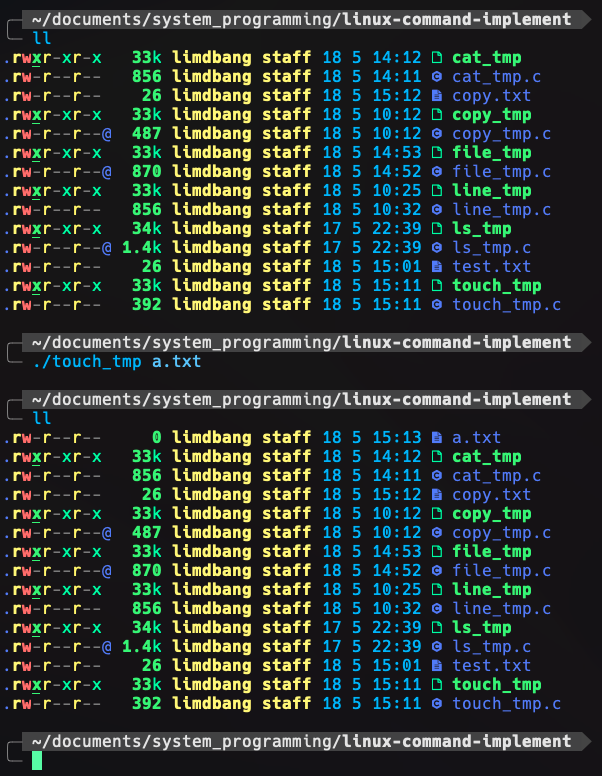 ~/documents/system_programming/linux-command-implement
ll
.rwxr-xr-x 33k limdbang staff 18 5 14:12 cat_tmp
.rw-r--r-- 856 limdbang staff 18 5 14:11 cat_tmp.c
.rw-r--r-- 26 limdbang staff 18 5 15:12 copy.txt
.rwxr-xr-x 33k limdbang staff 18 5 10:12 copy_tmp
.rw-r--r--@ 487 limdbang staff 18 5 10:12 copy_tmp.c
.rwxr-xr-x 33k limdbang staff 18 5 14:53 file_tmp
.rw-r--r--@ 870 limdbang staff 18 5 14:52 file_tmp.c
.rwxr-xr-x 33k limdbang staff 18 5 10:25 line_tmp
.rw-r--r-- 856 limdbang staff 18 5 10:32 line_tmp.c
.rwxr-xr-x 34k limdbang staff 17 5 22:39 ls_tmp
.rw-r--r--@ 1.4k limdbang staff 17 5 22:39 ls_tmp.c
.rw-r--r-- 26 limdbang staff 18 5 15:01 test.txt
.rwxr-xr-x 33k limdbang staff 18 5 15:11 touch_tmp
.rw-r--r-- 392 limdbang staff 18 5 15:11 touch_tmp.c
~/documents/system_programming/linux-command-implement
./touch_tmp a.txt
~/documents/system_programming/linux-command-implement
ll
.rw-r--r-- 0 limdbang staff 18 5 15:13 a.txt
.rwxr-xr-x 33k limdbang staff 18 5 14:12 cat_tmp
.rw-r--r-- 856 limdbang staff 18 5 14:11 cat_tmp.c
.rw-r--r-- 26 limdbang staff 18 5 15:12 copy.txt
.rwxr-xr-x 33k limdbang staff 18 5 10:12 copy_tmp
.rw-r--r--@ 487 limdbang staff 18 5 10:12 copy_tmp.c
.rwxr-xr-x 33k limdbang staff 18 5 14:53 file_tmp
.rw-r--r--@ 870 limdbang staff 18 5 14:52 file_tmp.c
.rwxr-xr-x 33k limdbang staff 18 5 10:25 line_tmp
.rw-r--r-- 856 limdbang staff 18 5 10:32 line_tmp.c
.rwxr-xr-x 34k limdbang staff 17 5 22:39 ls_tmp
.rw-r--r--@ 1.4k limdbang staff 17 5 22:39 ls_tmp.c
.rw-r--r-- 26 limdbang staff 18 5 15:01 test.txt
.rwxr-xr-x 33k limdbang staff 18 5 15:11 touch_tmp
.rw-r--r-- 392 limdbang staff 18 5 15:11 touch_tmp.c
~/documents/system_programming/linux-command-implement